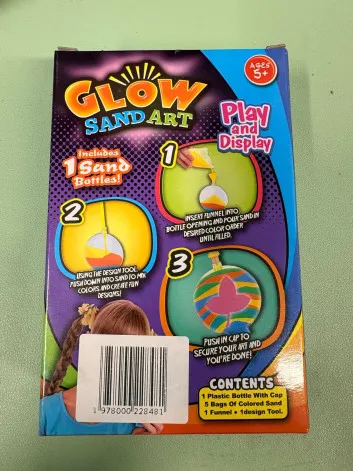 AGES
5+
GLOW
SAND ART
Play
and
Display
Includes
1 Sand
Bottles!
1
INSERT FUNNEL INTO
BOTTLE OPENING AND POUR SAND IN
DESIRED COLOR ORDER
UNTIL FILLED.
2
USING THE DESIGN TOOL,
PUSH DOWN INTO SAND TO MIX
COLORS, AND CREATE FUN
DESIGNS!
3
PUSH IN CAP TO
SECURE YOUR ART AND
YOU'RE DONE!
CONTENTS
1 Plastic Bottle With Cap
5 Bags Of Colored Sand
1 Funnel • 1design Tool.
1 978000 228481